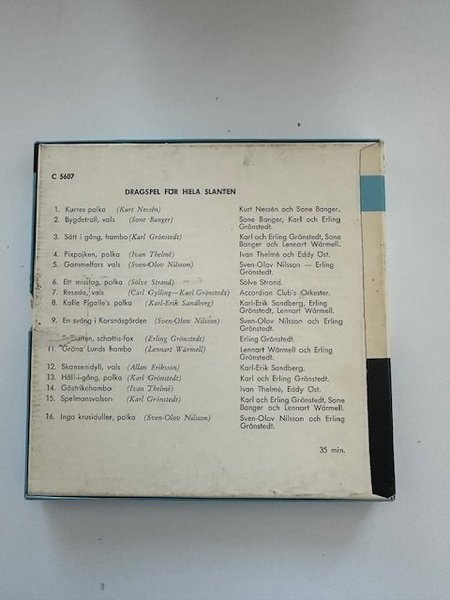 C 5607
DRAGSPEL FÖR HELA SLANTEN
1. Karres polka (Kurt Nessén) Kurt Nessén och Sone Banger.
2. Bygdetroll, vals (Sone Banger) Sone Banger, Karl och Erling
Grönstedt.
3. Sätt i gång, hambo (Karl Grönstedt) Karl och Erling Grönstedt, Sone
Banger och Lennart Wärmell.
4. Pixpojken, polka (Ivan Thelmé) Ivan Thelmé och Eddy Öst.
5. Gammelfars vals (Sven-Olov Nilsson) Sven-Olov Nilsson — Erling
Grönstedt.
6. Ett misstag, polka (Sölve Strand) Sölve Strand.
7. Reseda, vals (Carl Gylling—Karl Grönstedt) Accordion Club's Orkester.
8. Kalle Pigalle's polka (Karl-Erik Sandberg) Karl-Erik Sandberg, Erling
Grönstedt, Lennart Wärmell.
9. En sväng i Korsnäsgården (Sven-Olov Nilsson) Sven-Olov Nilsson och Erling
Grönstedt.
schottis-fox (Erling Grönstedt) Erling Grönstedt.
11. Gröna Lunds hambo (Lennart Wärmell) Lennart Wärmell och Erling
Grönstedt.
12. Skansenidyll, vals (Allan Eriksson) Karl-Erik Sandberg.
13. Håll-i-gång, polka (Karl Grönstedt) Karl och Erling Grönstedt.
14. Gästrikehambo (Ivan Thelmé) Ivan Thelmé, Eddy Öst.
15. Spelmansvalsen (Karl Grönstedt) Karl och Erling Grönstedt, Sone
Banger och Lennart Wärmell.
16. Inga krusiduller, polka (Sven-Olov Nilsson) Sven-Olov Nilsson och Erling
Grönstedt.
35 min.